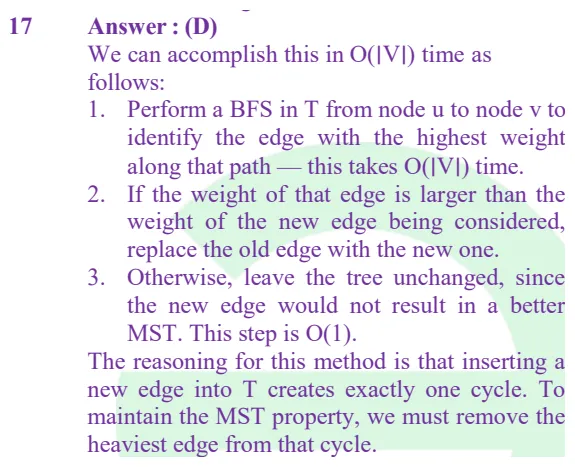 17 Answer : (D)
We can accomplish this in O(|V|) time as
follows:
1. Perform a BFS in T from node u to node v to
identify the edge with the highest weight
along that path — this takes O(|V|) time.
2. If the weight of that edge is larger than the
weight of the new edge being considered,
replace the old edge with the new one.
3. Otherwise, leave the tree unchanged, since
the new edge would not result in a better
MST. This step is O(1).
The reasoning for this method is that inserting a
new edge into T creates exactly one cycle. To
maintain the MST property, we must remove the
heaviest edge from that cycle.